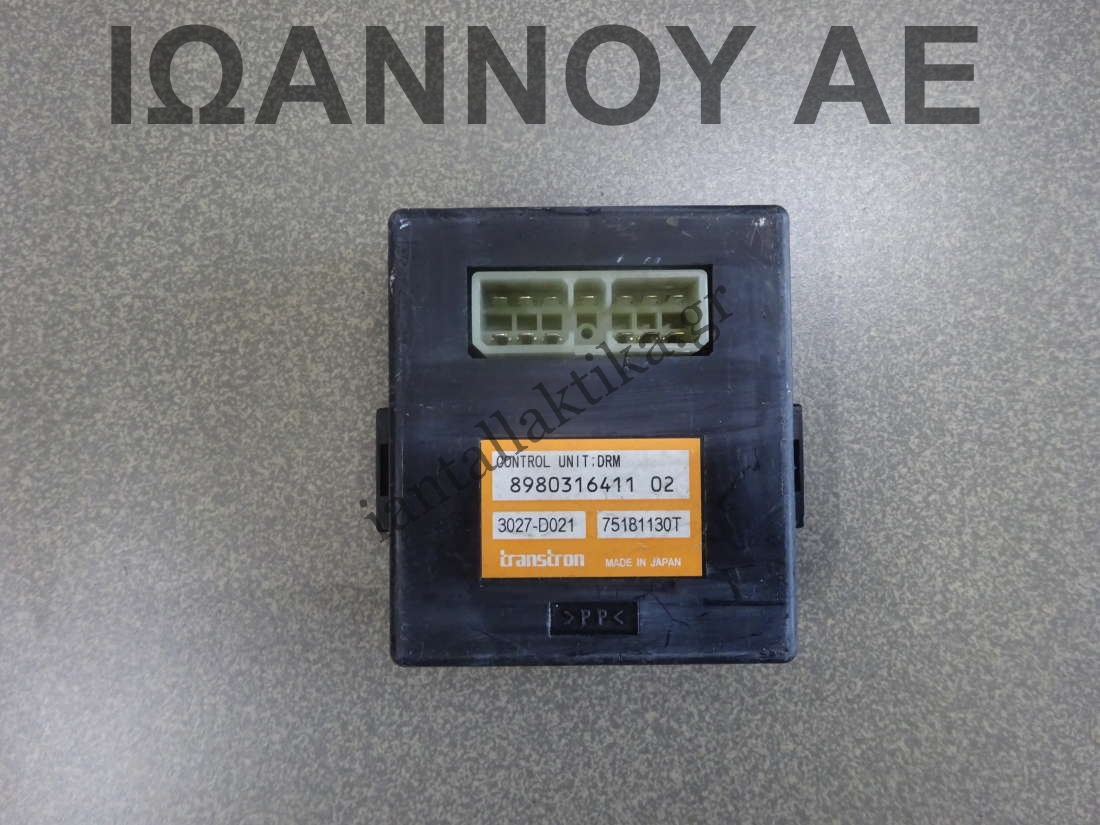 ΙΩΑΝΝΟΥ ΑΕ
iantallaktika.gr
CONTROL UNIT:DRM
8980316411 02
3027-D021 75181130T
transtron MADE IN JAPAN
>PP<